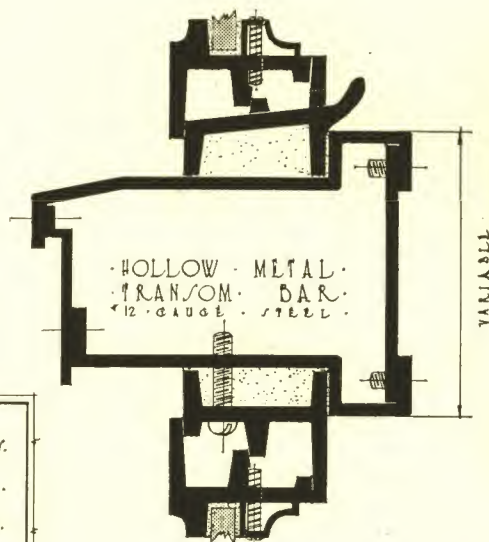 · HOLLOW · METAL ·
· TRANSOM · BAR ·
· 12 · GAUGE · STEEL ·
VARIABLE